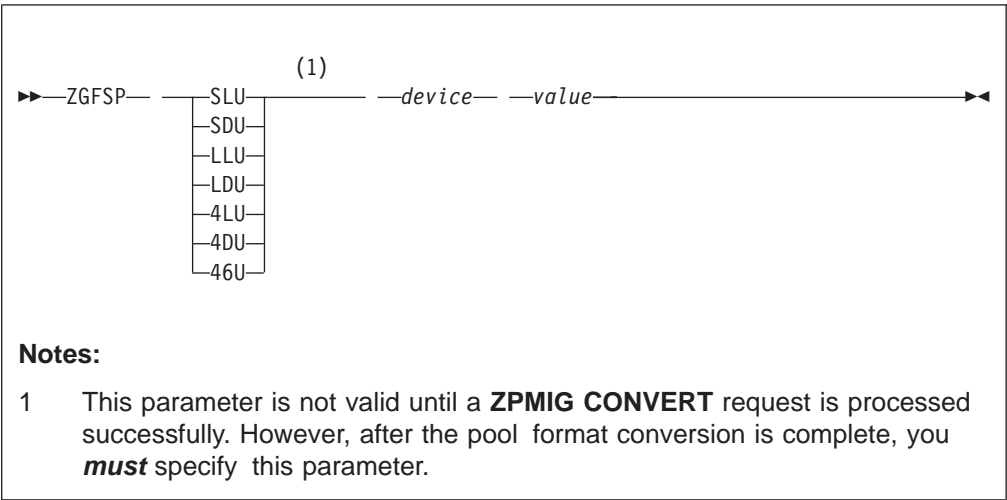 (1)
ZGFSP SLU device value
SDU
LLU
LDU
4LU
4DU
46U
Notes:
1 This parameter is not valid until a ZPMIG CONVERT request is processed
successfully. However, after the pool format conversion is complete, you
must specify this parameter.